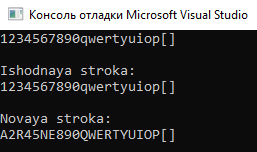 Консоль отладки Microsoft Visual Studio
1234567890qwertyuiop[]
Ishodnaya stroka:
1234567890qwertyuiop[]
Novaya stroka:
A2R45NE890QWERTYUIOP[]